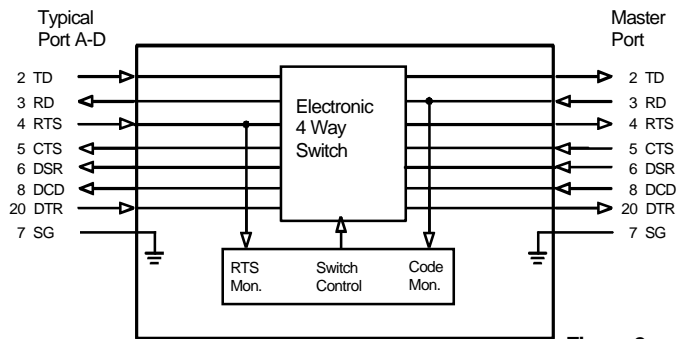 Typical
Port A-D
Master
Port
2 TD
3 RD
4 RTS
5 CTS
6 DSR
8 DCD
20 DTR
7 SG
Electronic
4 Way
Switch
RTS
Mon.
Switch
Control
Code
Mon.
2 TD
3 RD
4 RTS
5 CTS
6 DSR
8 DCD
20 DTR
7 SG